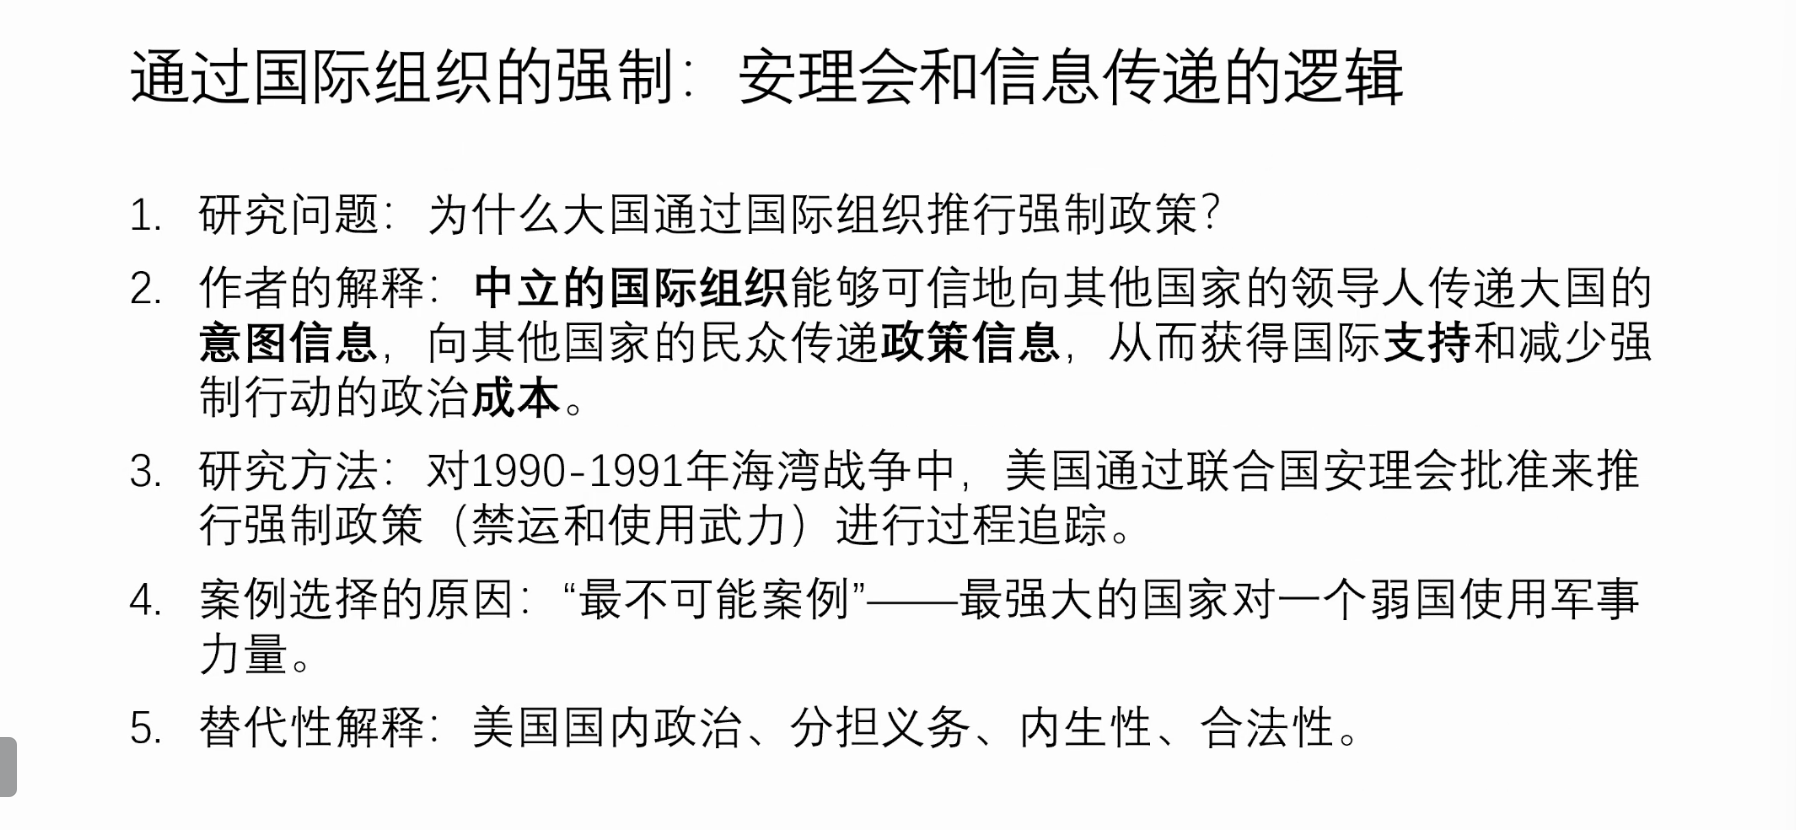 通过国际组织的强制：安理会和信息传递的逻辑
1. 研究问题：为什么大国通过国际组织推行强制政策？
2. 作者的解释：中立的国际组织能够可信地向其他国家的领导人传递大国的
意图信息，向其他国家的民众传递政策信息，从而获得国际支持和减少强
制行动的政治成本。
3. 研究方法：对1990-1991年海湾战争中，美国通过联合国安理会批准来推
行强制政策（禁运和使用武力）进行过程追踪。
4. 案例选择的原因：“最不可能案例”——最强大的国家对一个弱国使用军事
力量。
5. 替代性解释：美国国内政治、分担义务、内生性、合法性。